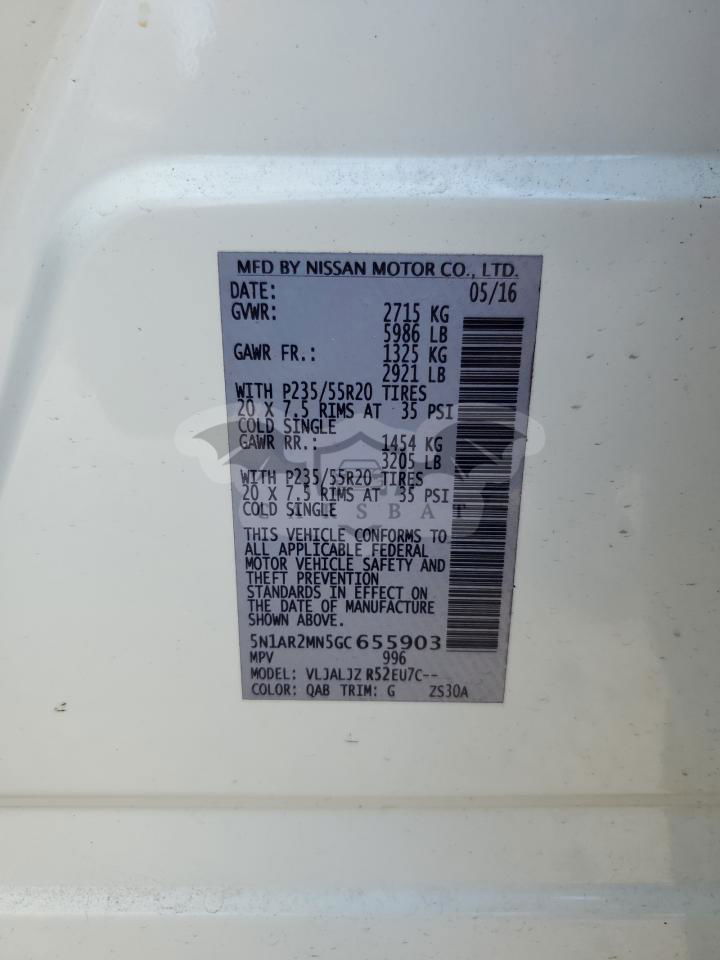 MFD BY NISSAN MOTOR CO., LTD.
DATE: 05/16
GVWR: 2715 KG
5986 LB
GAWR FR.: 1325 KG
2921 LB
WITH P235/55R20 TIRES
20 X 7.5 RIMS AT 35 PSI
COLD SINGLE
GAWR RR.: 1454 KG
3205 LB
WITH P235/55R20 TIRES
20 X 7.5 RIMS AT 35 PSI
COLD SINGLE
CARSBAT
THIS VEHICLE CONFORMS TO
ALL APPLICABLE FEDERAL
MOTOR VEHICLE SAFETY AND
THEFT PREVENTION
STANDARDS IN EFFECT ON
THE DATE OF MANUFACTURE
SHOWN ABOVE.
5N1AR2MN5GC655903
MPV 996
MODEL: VLJALJZ R52EU7C--
COLOR: QAB TRIM: G ZS30A